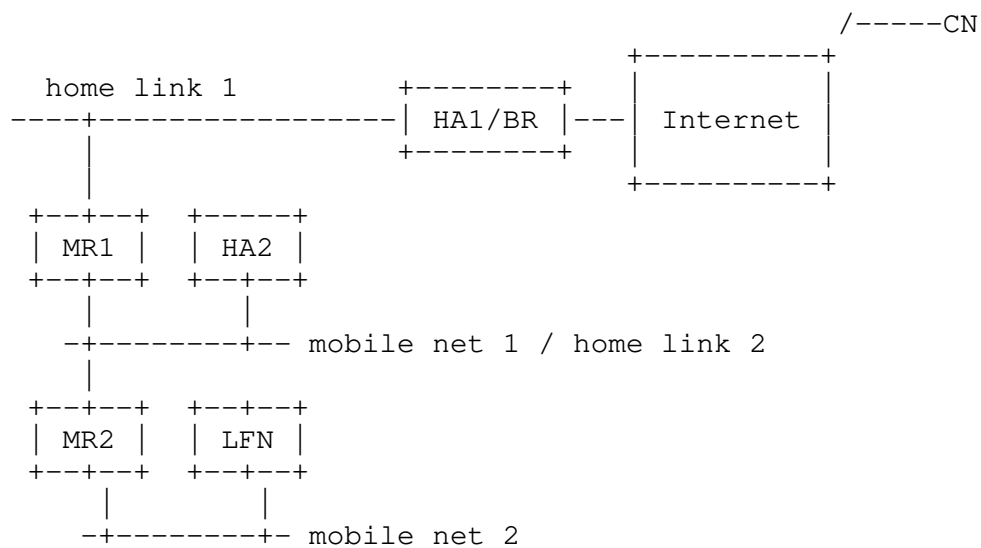 CN
home link 1
HA1/BR Internet
MR1 HA2
mobile net 1 / home link 2
MR2 LFN
mobile net 2